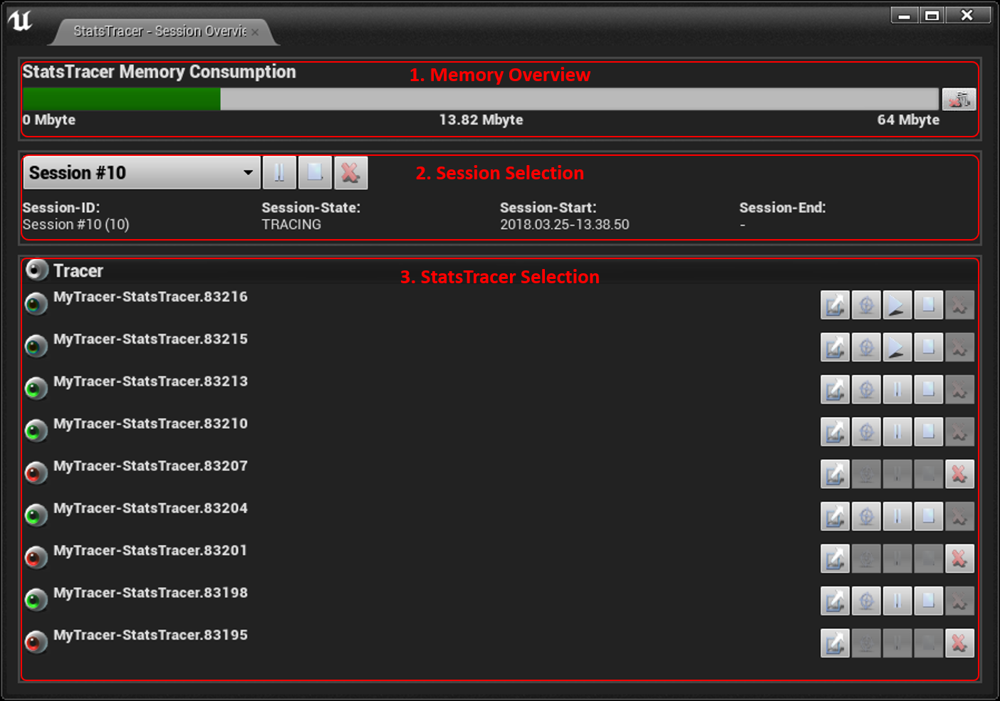 StatsTracer - Session Overvie
StatsTracer Memory Consumption
1. Memory Overview
0 Mbyte
13.82 Mbyte
64 Mbyte
Session #10
2. Session Selection
Session-ID:
Session #10 (10)
Session-State:
TRACING
Session-Start:
2018.03.25-13.38.50
Session-End:
-
Tracer
3. StatsTracer Selection
MyTracer-StatsTracer.83216
MyTracer-StatsTracer.83215
MyTracer-StatsTracer.83213
MyTracer-StatsTracer.83210
MyTracer-StatsTracer.83207
MyTracer-StatsTracer.83204
MyTracer-StatsTracer.83201
MyTracer-StatsTracer.83198
MyTracer-StatsTracer.83195